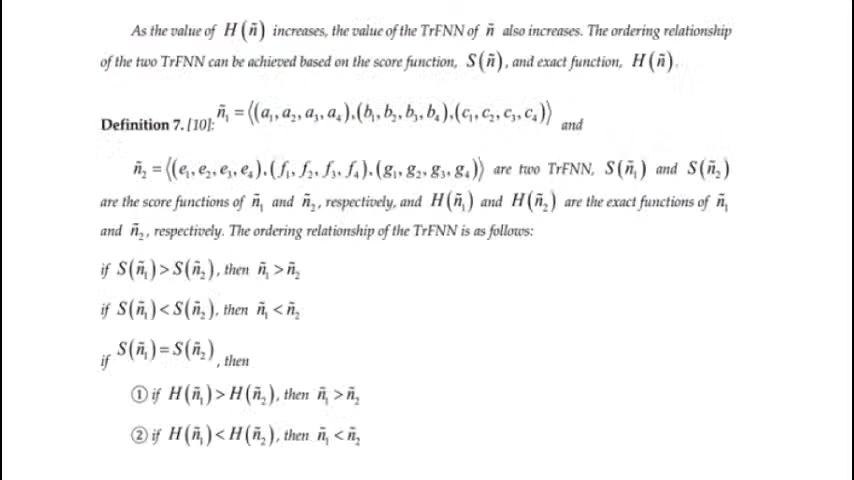 As the value of H(ñ) increases, the value of the TrFNN of ñ also increases. The ordering relationship
of the two TrFNN can be achieved based on the score function, S(ñ), and exact function, H(ñ).
Definition 7. [10]: ñ₁ = ⟨(a₁, a₂, a₃, a₄),(b₁, b₂, b₃, b₄),(c₁, c₂, c₃, c₄)⟩ and
ñ₂ = ⟨(e₁, e₂, e₃, e₄),(f₁, f₂, f₃, f₄),(g₁, g₂, g₃, g₄)⟩ are two TrFNN, S(ñ₁) and S(ñ₂)
are the score functions of ñ₁ and ñ₂, respectively, and H(ñ₁) and H(ñ₂) are the exact functions of ñ₁
and ñ₂, respectively. The ordering relationship of the TrFNN is as follows:
if S(ñ₁)>S(ñ₂), then ñ₁ >ñ₂
if S(ñ₁)<S(ñ₂), then ñ₁ <ñ₂
if S(ñ₁)=S(ñ₂), then
① if H(ñ₁)>H(ñ₂), then ñ₁ >ñ₂
② if H(ñ₁)<H(ñ₂), then ñ₁ <ñ₂